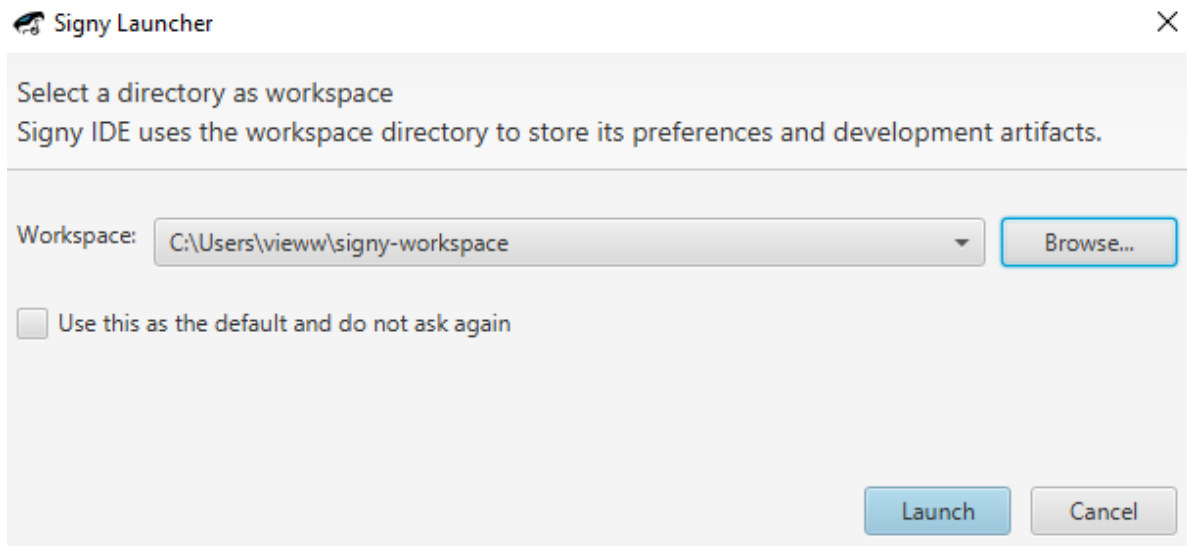 Signy Launcher
Select a directory as workspace
Signy IDE uses the workspace directory to store its preferences and development artifacts.
Workspace: C:\Users\vieww\signy-workspace Browse...
Use this as the default and do not ask again
Launch Cancel